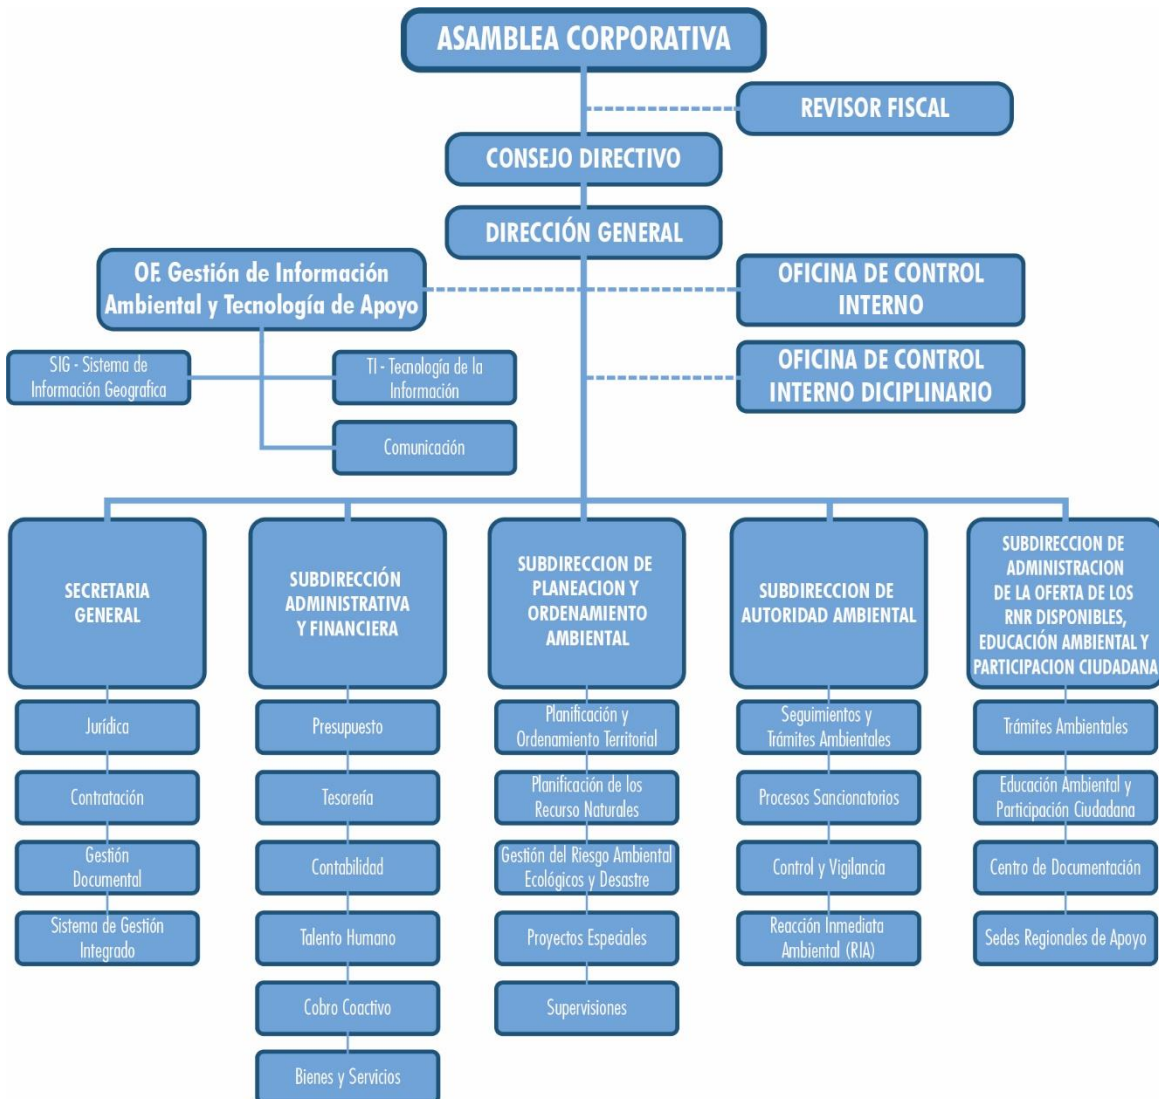 ASAMBLEA CORPORATIVA
REVISOR FISCAL
CONSEJO DIRECTIVO
DIRECCIÓN GENERAL
OF. Gestión de Información
Ambiental y Tecnología de Apoyo
OFICINA DE CONTROL
INTERNO
SIG - Sistema de
Información Geografica
TI - Tecnología de la
Información
OFICINA DE CONTROL
INTERNO DICIPLINARIO
Comunicación
SECRETARIA
GENERAL
Jurídica
Contratación
Gestión
Documental
Sistema de Gestión
Integrado
SUBDIRECCIÓN
ADMINISTRATIVA
Y FINANCIERA
Presupuesto
Tesorería
Contabilidad
Talento Humano
Cobro Coactivo
Bienes y Servicios
SUBDIRECCION DE
PLANEACION Y
ORDENAMIENTO
AMBIENTAL
Planificación y
Ordenamiento Territorial
Planificación de los
Recurso Naturales
Gestión del Riesgo Ambiental
Ecológicos y Desastre
Proyectos Especiales
Supervisiones
SUBDIRECCION DE
AUTORIDAD AMBIENTAL
Seguimientos y
Trámites Ambientales
Procesos Sancionatorios
Control y Vigilancia
Reacción Inmediata
Ambiental (RIA)
SUBDIRECCION DE
ADMINISTRACION
DE LA OFERTA DE LOS
RNR DISPONIBLES,
EDUCACIÓN AMBIENTAL Y
PARTICIPACION CIUDADANA
Trámites Ambientales
Educación Ambiental y
Participación Ciudadana
Centro de Documentación
Sedes Regionales de Apoyo